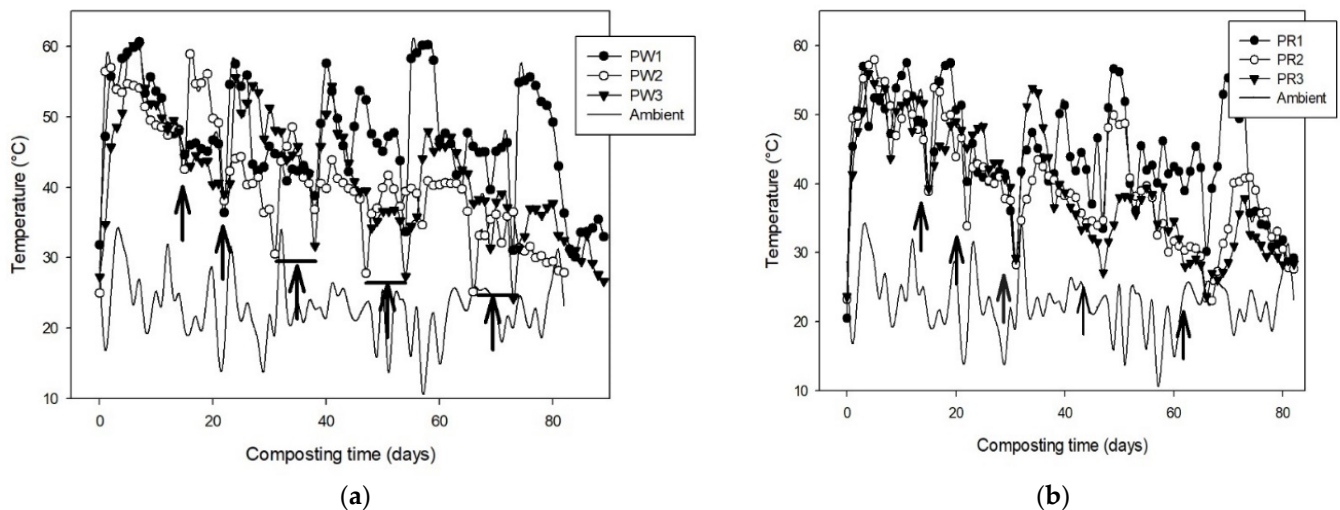 Temperature (°C)
60
50
40
30
20
10
0
20
40
60
80
Composting time (days)
PW1
PW2
PW3
Ambient
(a)
Temperature (°C)
60
50
40
30
20
10
0
20
40
60
80
Composting time (days)
PR1
PR2
PR3
Ambient
(b)